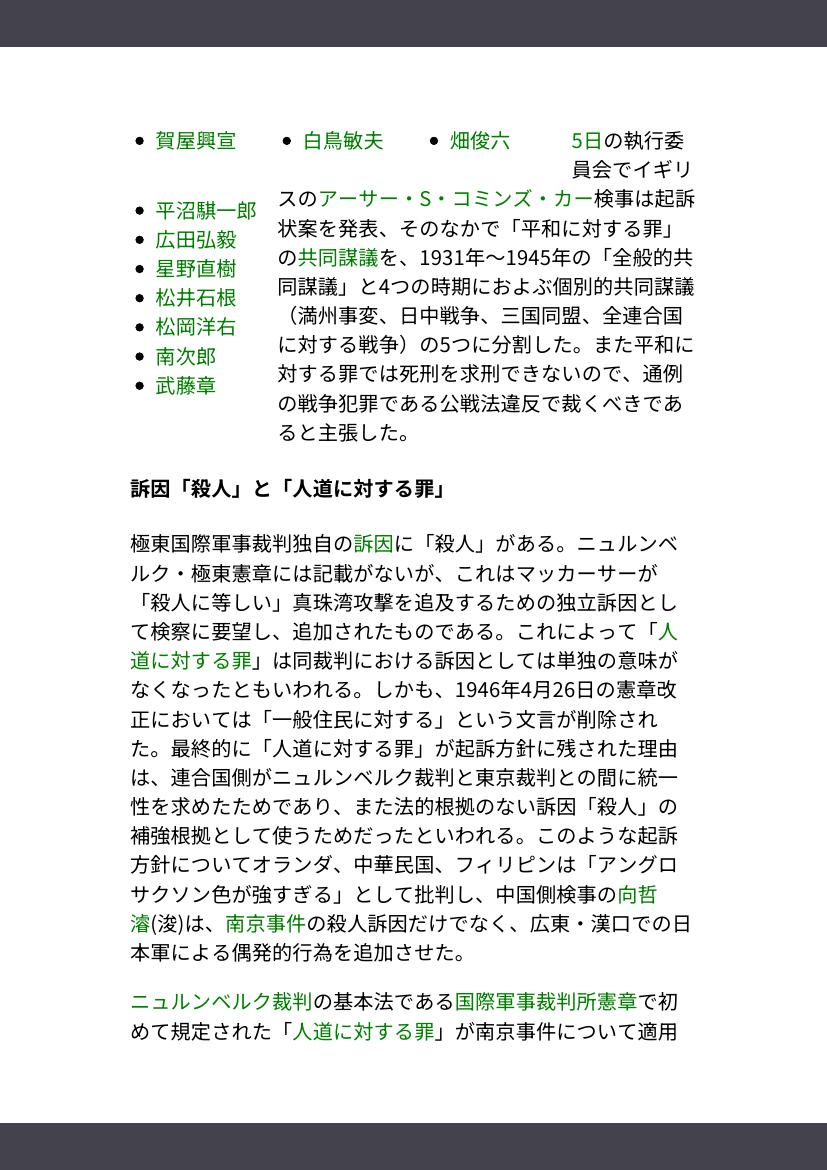 賀屋興宣
平沼騏一郎
広田弘毅
星野直樹
松井石根
松岡洋右
南次郎
武藤章
白鳥敏夫
畑俊六
5日の執行委
員会でイギリ
スのアーサー・S・コミンズ・カー検事は起訴
状案を発表、そのなかで「平和に対する罪」
の共同謀議を、1931年〜1945年の「全般的共
同謀議」と4つの時期におよぶ個別的共同謀議
（満州事変、日中戦争、三国同盟、全連合国
に対する戦争）の5つに分割した。また平和に
対する罪では死刑を求刑できないので、通例
の戦争犯罪である公戦法違反で裁くべきであ
ると主張した。
訴因「殺人」と「人道に対する罪」
極東国際軍事裁判独自の訴因に「殺人」がある。ニュルンベ
ルク・極東憲章には記載がないが、これはマッカーサーが
「殺人に等しい」真珠湾攻撃を追及するための独立訴因とし
て検察に要望し、追加されたものである。これによって「人
道に対する罪」は同裁判における訴因としては単独の意味が
なくなったともいわれる。しかも、1946年4月26日の憲章改
正においては「一般住民に対する」という文言が削除され
た。最終的に「人道に対する罪」が起訴方針に残された理由
は、連合国側がニュルンベルク裁判と東京裁判との間に統一
性を求めたためであり、また法的根拠のない訴因「殺人」の
補強根拠として使うためだったといわれる。このような起訴
方針についてオランダ、中華民国、フィリピンは「アングロ
サクソン色が強すぎる」として批判し、中国側検事の向哲
濬(浚)は、南京事件の殺人訴因だけでなく、広東・漢口での日
本軍による偶発的行為を追加させた。
ニュルンベルク裁判の基本法である国際軍事裁判所憲章で初
めて規定された「人道に対する罪」が南京事件について適用